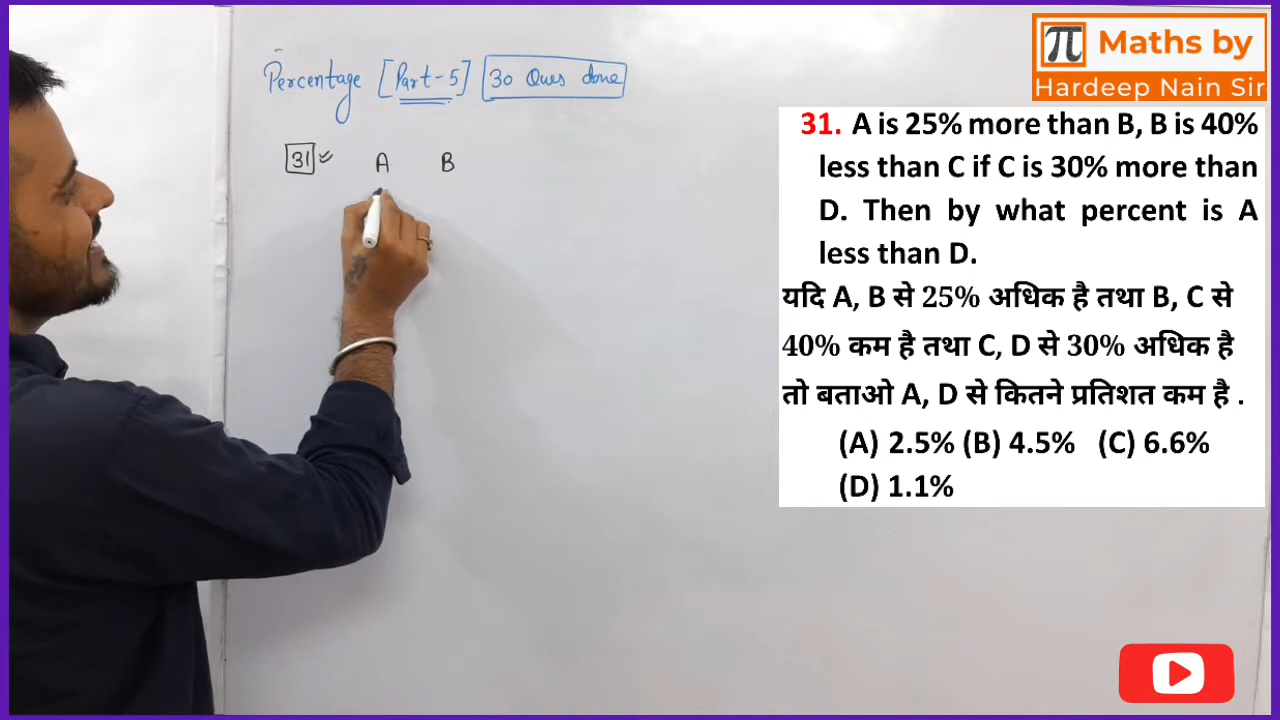 Percentage [Part-5] 30 Ques done
π Maths by
Hardeep Nain Sir
31 A B
31. A is 25% more than B, B is 40%
less than C if C is 30% more than
D. Then by what percent is A
less than D.
यदि A, B से 25% अधिक है तथा B, C से
40% कम है तथा C, D से 30% अधिक है
तो बताओ A, D से कितने प्रतिशत कम है .
(A) 2.5% (B) 4.5% (C) 6.6%
(D) 1.1%